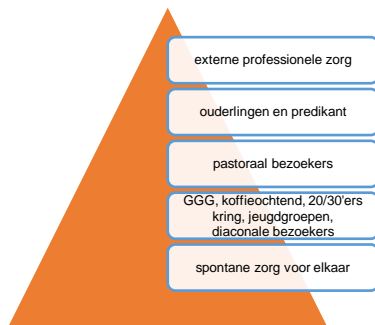 externe professionele zorg
ouderlingen en predikant
pastoraal bezoekers
GGG, koffieochtend, 20/30'ers
kring, jeugdgroepen,
diaconale bezoekers
spontane zorg voor elkaar